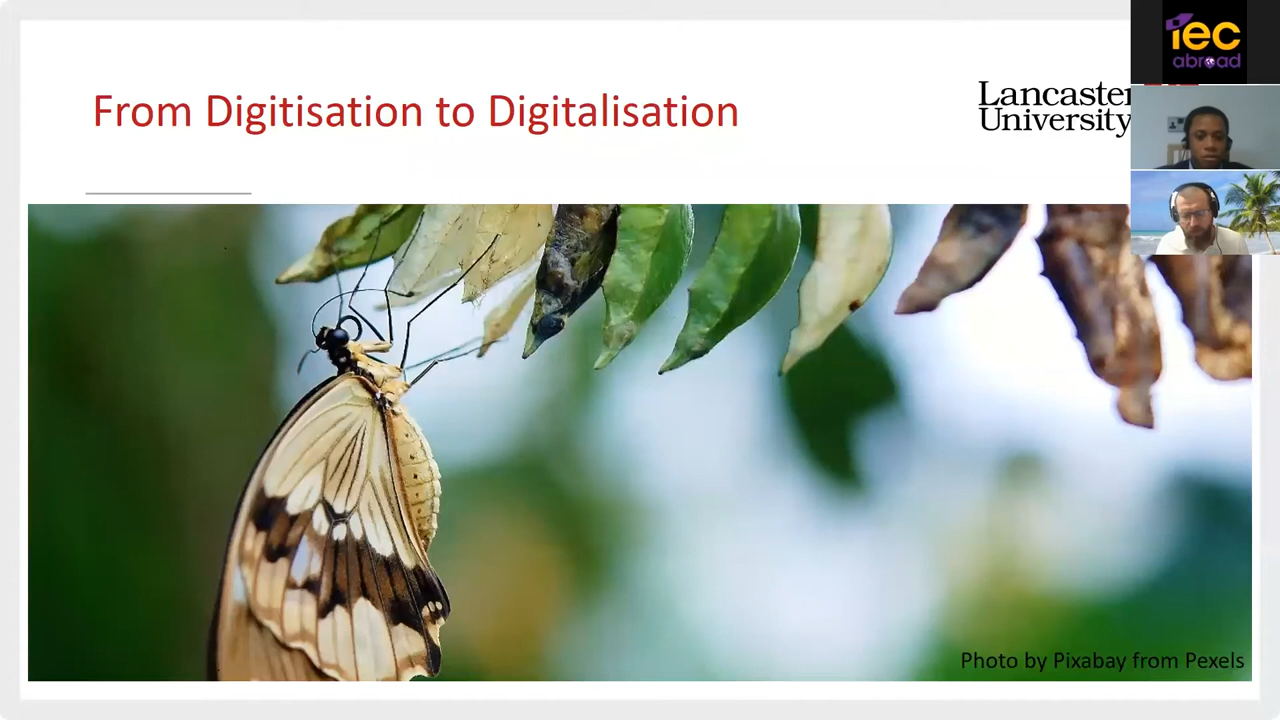 From Digitisation to Digitalisation
Lancaster
University
iec
abroad
Photo by Pixabay from Pexels